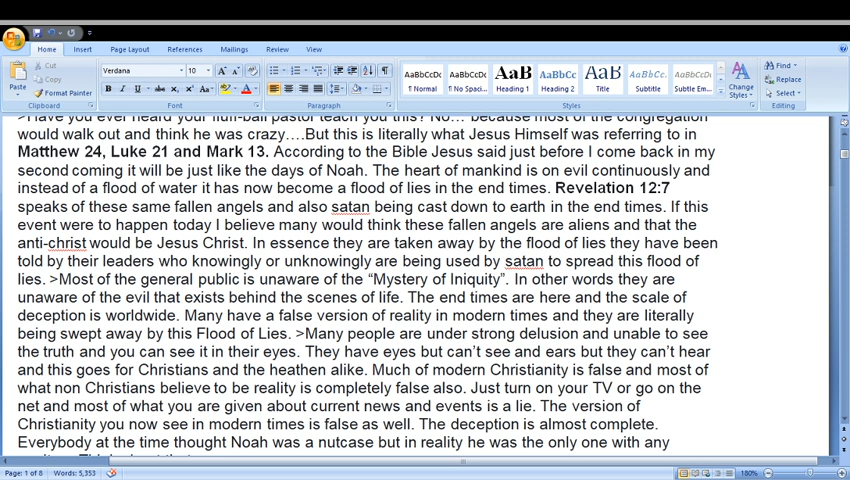 Home Insert Page Layout References Mailings Review View
Cut
Copy
Paste
Format Painter
Clipboard
Verdana 10
Font
Paragraph
AaBbCcDc AaBbCcDc AaBbC AaBbCc AaBb AaBbCc. AaBbCcDc
¶ Normal ¶ No Spaci... Heading 1 Heading 2 Title Subtitle Subtle Em...
Change
Styles
Styles
Find
Replace
Select
Editing
>Have you ever heard your fluff-ball pastor teach you this? No... because most of the congregation
would walk out and think he was crazy....But this is literally what Jesus Himself was referring to in
Matthew 24, Luke 21 and Mark 13. According to the Bible Jesus said just before I come back in my
second coming it will be just like the days of Noah. The heart of mankind is on evil continuously and
instead of a flood of water it has now become a flood of lies in the end times. Revelation 12:7
speaks of these same fallen angels and also satan being cast down to earth in the end times. If this
event were to happen today I believe many would think these fallen angels are aliens and that the
anti-christ would be Jesus Christ. In essence they are taken away by the flood of lies they have been
told by their leaders who knowingly or unknowingly are being used by satan to spread this flood of
lies. >Most of the general public is unaware of the “Mystery of Iniquity”. In other words they are
unaware of the evil that exists behind the scenes of life. The end times are here and the scale of
deception is worldwide. Many have a false version of reality in modern times and they are literally
being swept away by this Flood of Lies. >Many people are under strong delusion and unable to see
the truth and you can see it in their eyes. They have eyes but can’t see and ears but they can’t hear
and this goes for Christians and the heathen alike. Much of modern Christianity is false and most of
what non Christians believe to be reality is completely false also. Just turn on your TV or go on the
net and most of what you are given about current news and events is a lie. The version of
Christianity you now see in modern times is false as well. The deception is almost complete.
Everybody at the time thought Noah was a nutcase but in reality he was the only one with any
Page: 1 of 8 Words: 5,353 180%